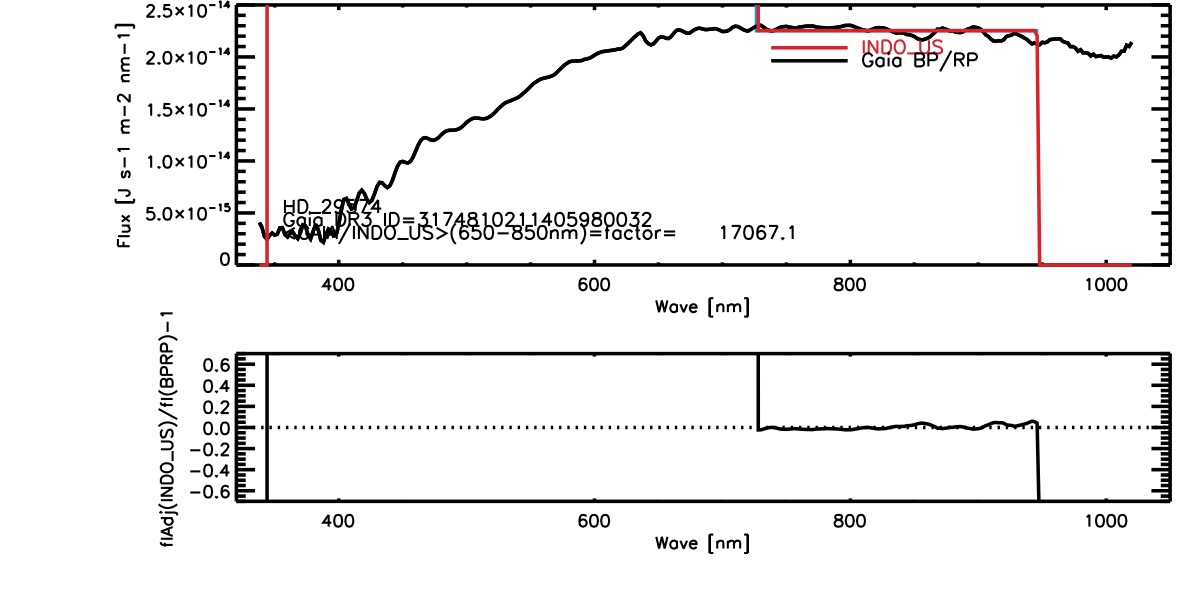 2.5×10⁻¹⁴
2.0×10⁻¹⁴
1.5×10⁻¹⁴
1.0×10⁻¹⁴
5.0×10⁻¹⁵
0
Flux [J s-1 m-2 nm-1]
INDO_US
Gaia BP/RP
HD_29574
Gaia DR3 ID=3174810211405980032
/INDO_US>(650-850nm)=factor= 17067.1
400 600 800 1000
Wave [nm]
flAdj(INDO_US)/fl(BPRP)-1
0.6
0.4
0.2
0.0
-0.2
-0.4
-0.6
400 600 800 1000
Wave [nm]